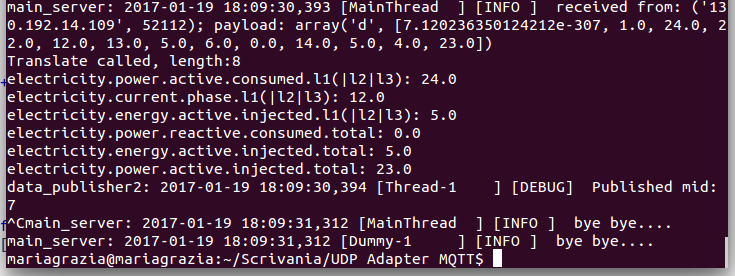 main_server: 2017-01-19 18:09:30,393 [MainThread  ] [INFO ]  received from: ('13
0.192.14.109', 52112); payload: array('d', [7.120236350124212e-307, 1.0, 24.0, 2
2.0, 12.0, 13.0, 5.0, 6.0, 0.0, 14.0, 5.0, 4.0, 23.0])
Translate called, length:8
electricity.power.active.consumed.l1(|l2|l3): 24.0
electricity.current.phase.l1(|l2|l3): 12.0
electricity.energy.active.injected.l1(|l2|l3): 5.0
electricity.power.reactive.consumed.total: 0.0
electricity.energy.active.injected.total: 5.0
electricity.power.active.injected.total: 23.0
data_publisher2: 2017-01-19 18:09:30,394 [Thread-1    ] [DEBUG]  Published mid:
7
^Cmain_server: 2017-01-19 18:09:31,312 [MainThread  ] [INFO ]  bye bye....
main_server: 2017-01-19 18:09:31,312 [Dummy-1     ] [INFO ]  bye bye....
mariagrazia@mariagrazia:~/Scrivania/UDP Adapter MQTT$